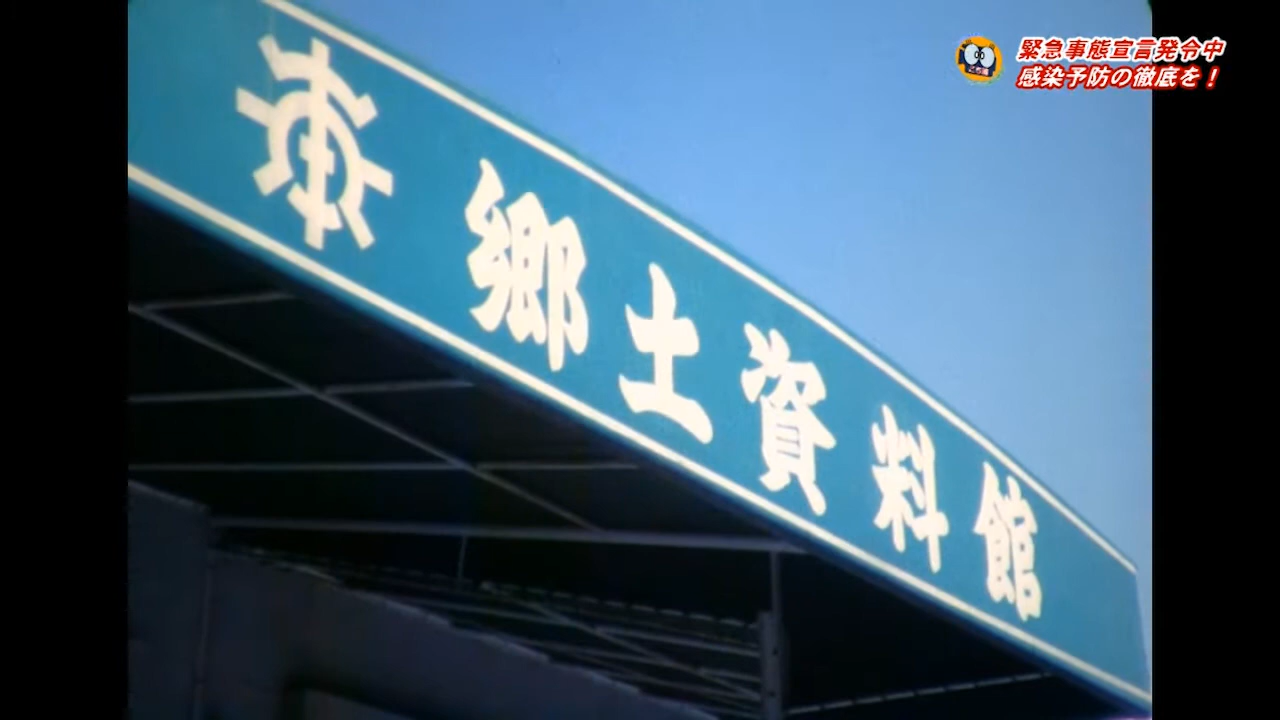 緊急事態宣言発令中
感染予防の徹底を！
郷土資料館